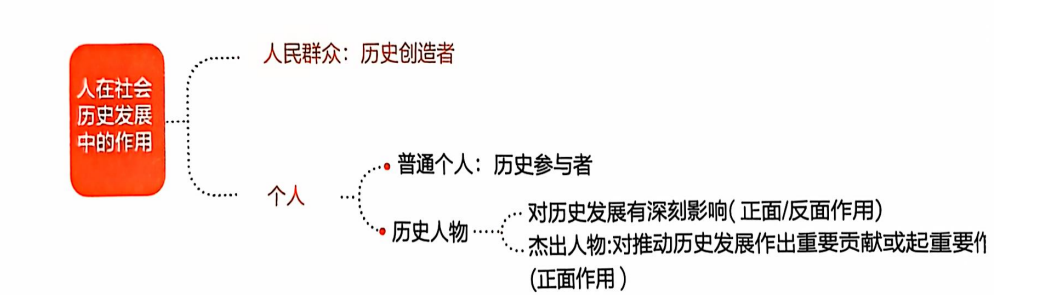 人在社会
历史发展
中的作用
人民群众：历史创造者
个人
普通个人：历史参与者
历史人物
对历史发展有深刻影响(正面/反面作用）
杰出人物:对推动历史发展作出重要贡献或起重要作
(正面作用）